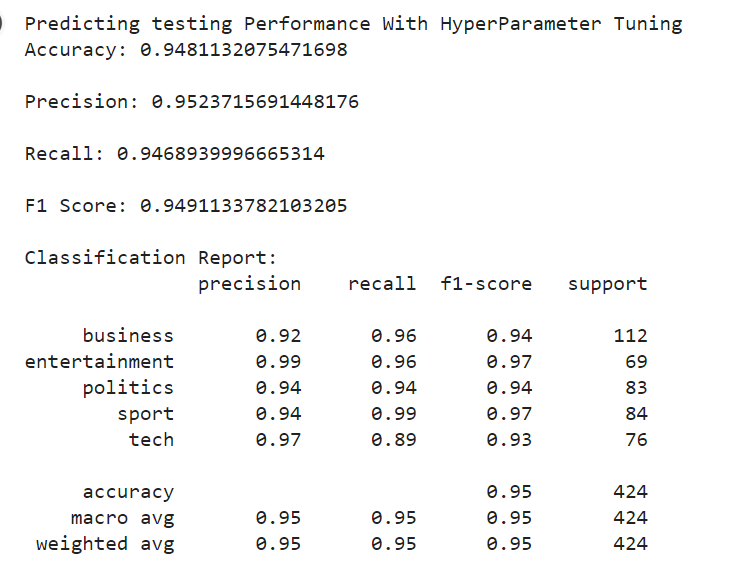 Predicting testing Performance With HyperParameter Tuning
Accuracy: 0.9481132075471698
Precision: 0.9523715691448176
Recall: 0.9468939996665314
F1 Score: 0.9491133782103205
Classification Report:
precision recall f1-score support
business 0.92 0.96 0.94 112
entertainment 0.99 0.96 0.97 69
politics 0.94 0.94 0.94 83
sport 0.94 0.99 0.97 84
tech 0.97 0.89 0.93 76
accuracy 0.95 424
macro avg 0.95 0.95 0.95 424
weighted avg 0.95 0.95 0.95 424